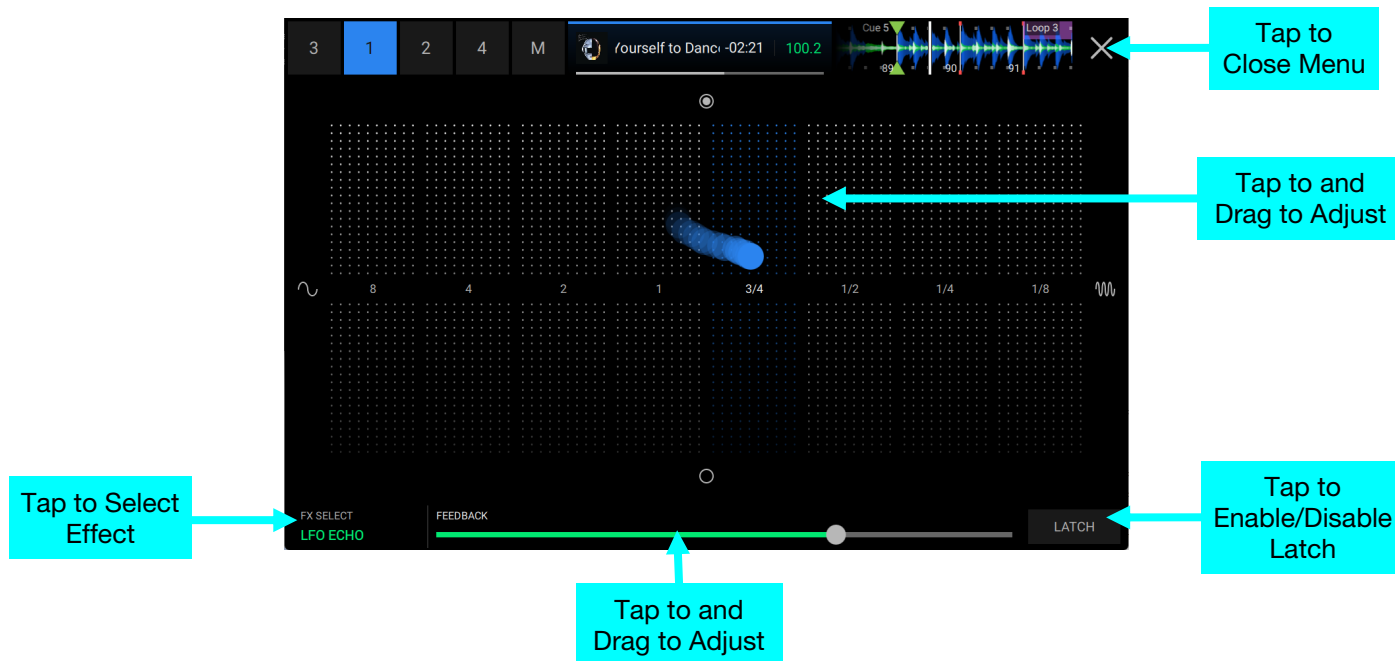 3 1 2 4 M
Yourself to Danc -02:21 100.2
Cue 5 Loop 3
89 90 91
Tap to
Close Menu
Tap to and
Drag to Adjust
8 4 2 1 3/4 1/2 1/4 1/8
Tap to Select
Effect
FX SELECT
LFO ECHO
FEEDBACK
LATCH
Tap to
Enable/Disable
Latch
Tap to and
Drag to Adjust